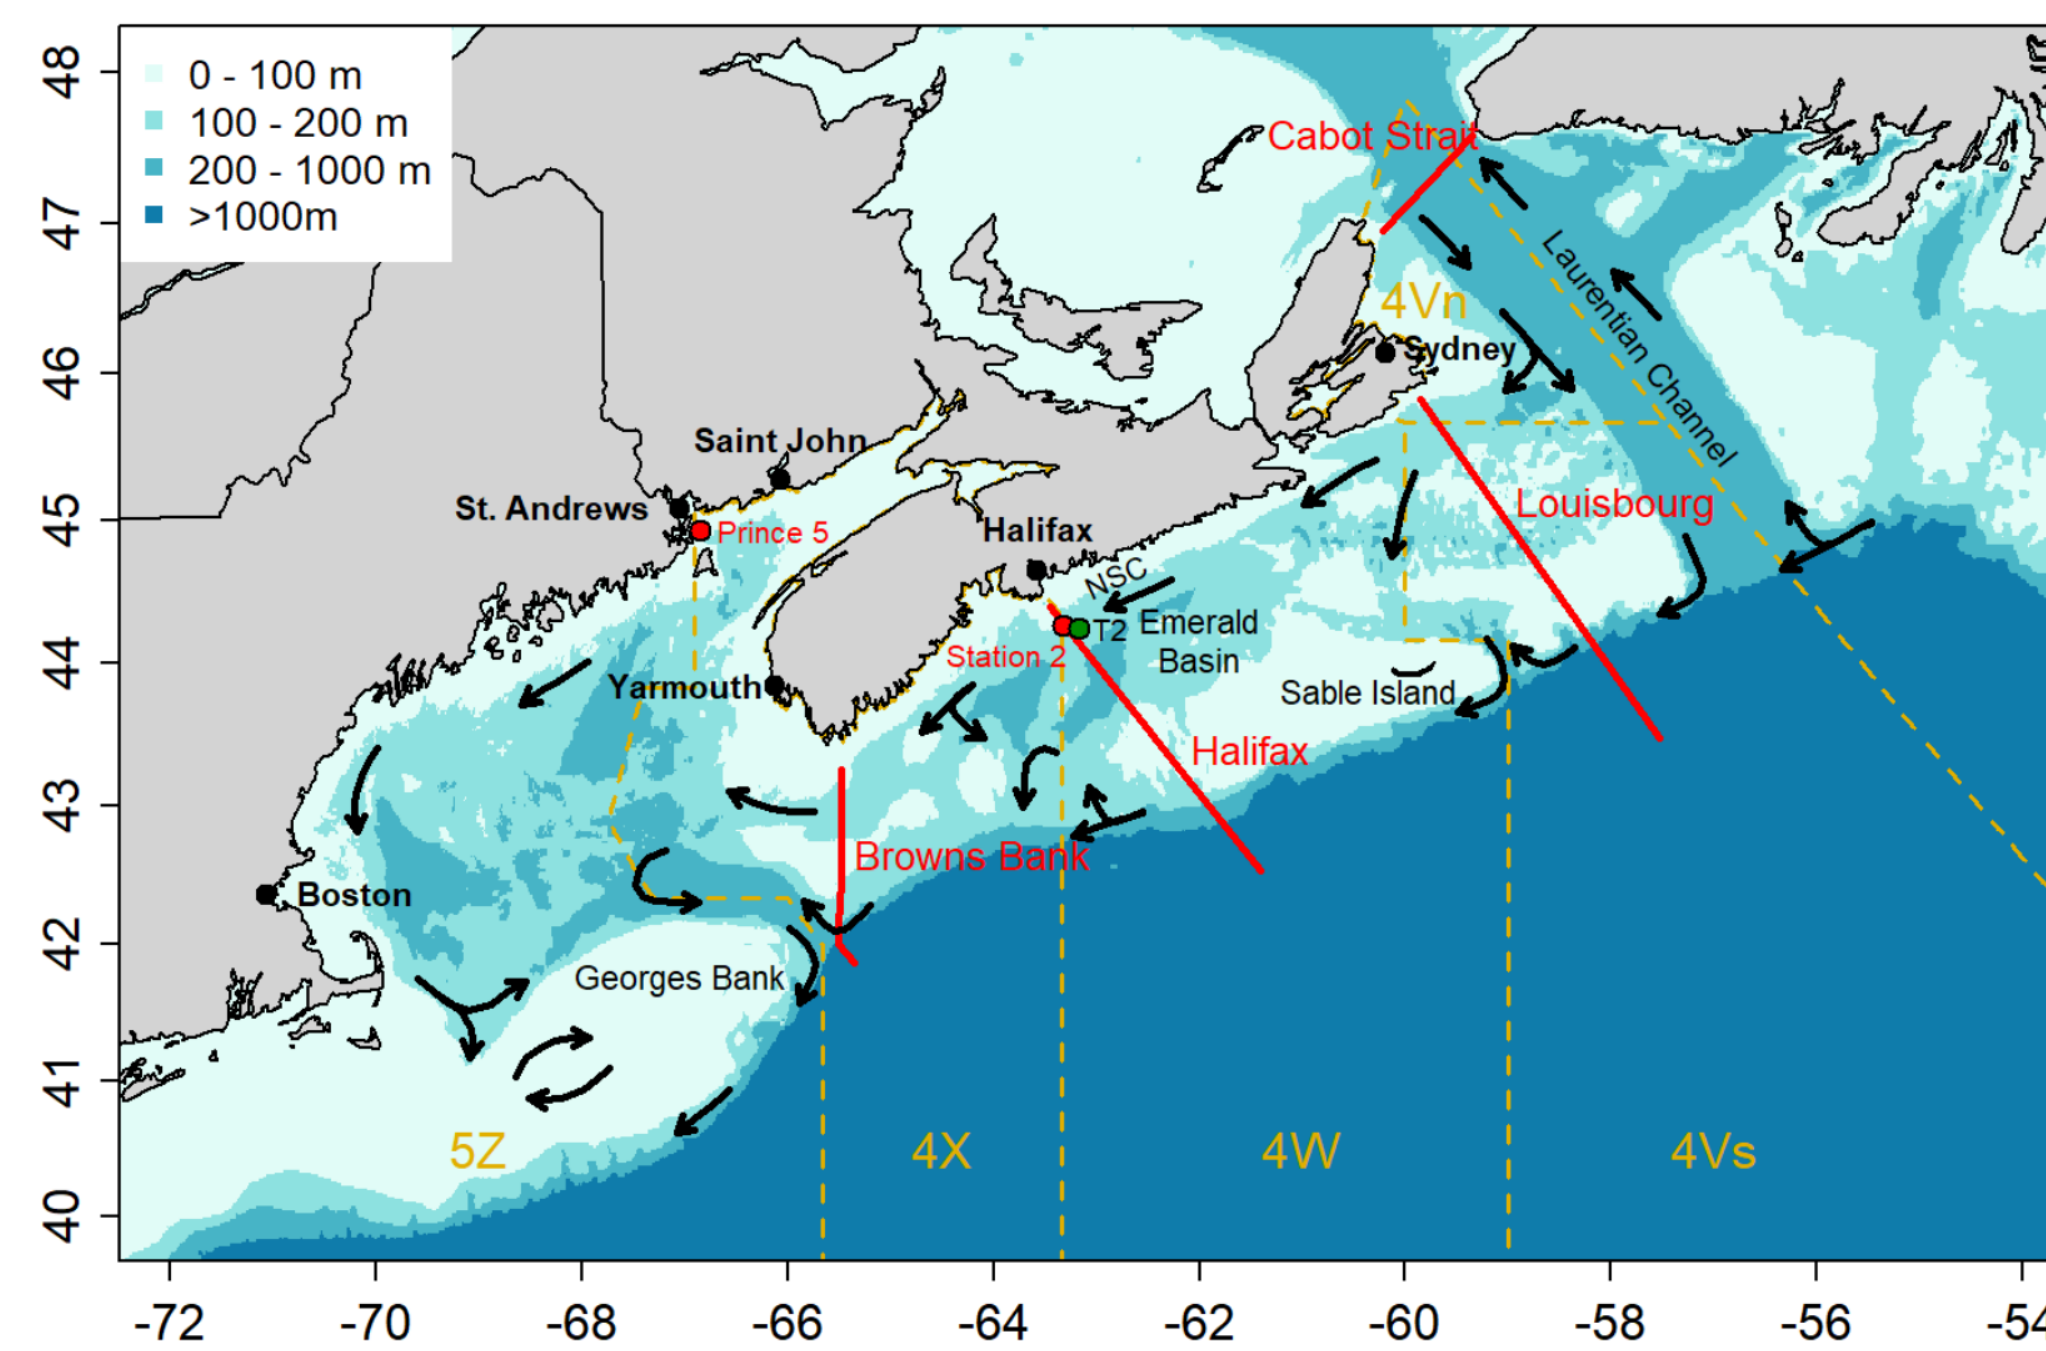 48
47
46
45
44
43
42
41
40
0 - 100 m
100 - 200 m
200 - 1000 m
>1000m
Cabot Strait
Laurentian Channel
4Vn
Sydney
Saint John
St. Andrews
Prince 5
Halifax
NSC
Louisbourg
T2
Emerald
Basin
Station 2
Yarmouth
Sable Island
Halifax
Browns Bank
Boston
Georges Bank
5Z
4X
4W
4Vs
-72
-70
-68
-66
-64
-62
-60
-58
-56
-54